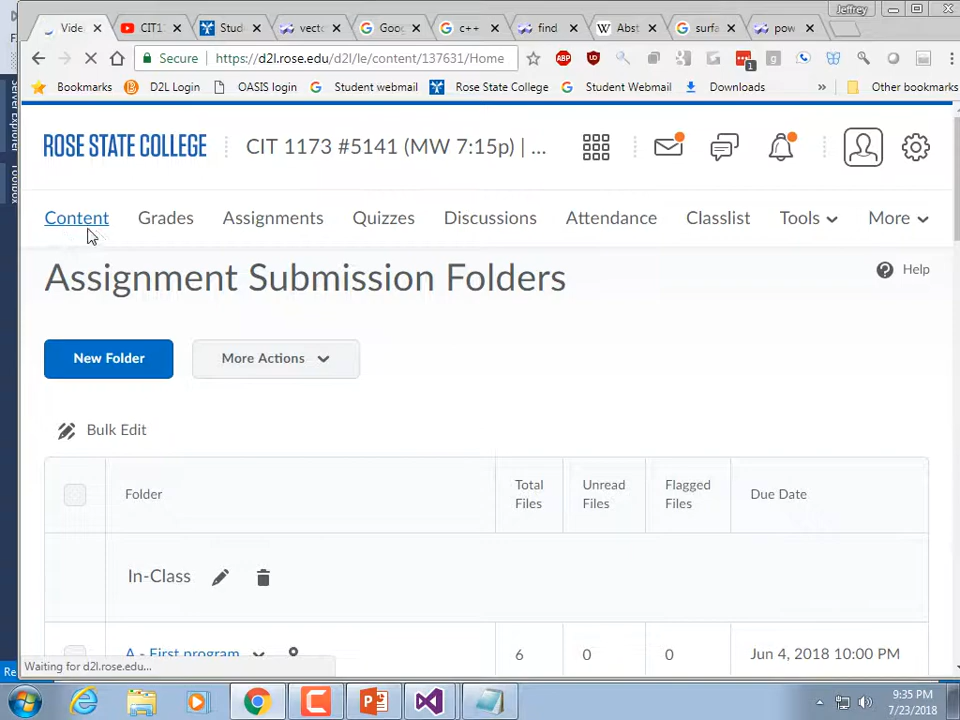 Jeffrey
Vide
CIT1
Stud
vect
Goo
c++
find
Abst
surfa
pow
Secure
https://d2l.rose.edu/d2l/le/content/137631/Home
Bookmarks
D2L Login
OASIS login
Student webmail
Rose State College
Student Webmail
Downloads
»
Other bookmarks
ROSE STATE COLLEGE
CIT 1173 #5141 (MW 7:15p) | ...
Content
Grades
Assignments
Quizzes
Discussions
Attendance
Classlist
Tools
More
Assignment Submission Folders
Help
New Folder
More Actions
Bulk Edit
Folder
Total
Files
Unread
Files
Flagged
Files
Due Date
In-Class
A - First program
6
0
0
Jun 4, 2018 10:00 PM
Waiting for d2l.rose.edu...
Server Explorer
Toolbox
Re
9:35 PM
7/23/2018